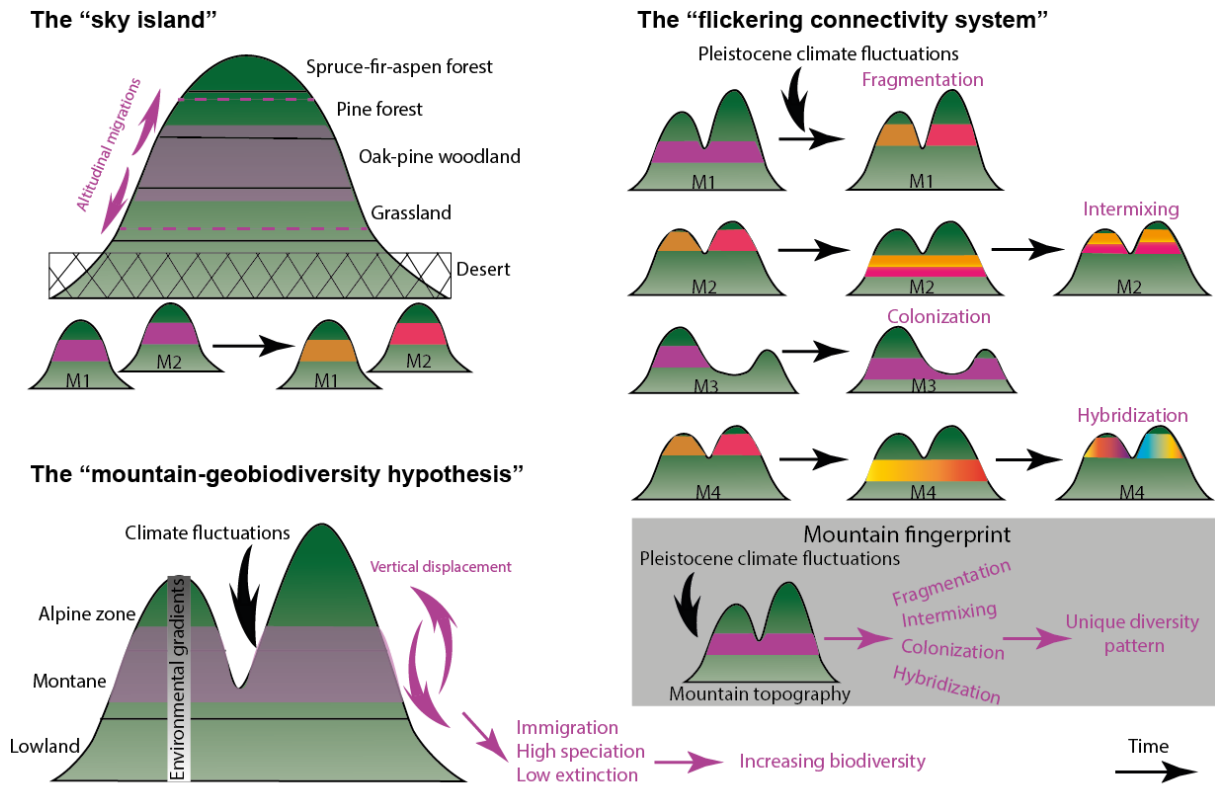 The “sky island”
Spruce-fir-aspen forest
Pine forest
Oak-pine woodland
Grassland
Desert
Altitudinal migrations
M1
M2
M1
M2
The “mountain-geobiodiversity hypothesis”
Climate fluctuations
Vertical displacement
Alpine zone
Montane
Lowland
Environmental gradients
Immigration
High speciation
Low extinction
Increasing biodiversity
The “flickering connectivity system”
Pleistocene climate fluctuations
Fragmentation
M1
M1
Intermixing
M2
M2
M2
Colonization
M3
M3
Hybridization
M4
M4
M4
Mountain fingerprint
Pleistocene climate fluctuations
Mountain topography
Fragmentation
Intermixing
Colonization
Hybridization
Unique diversity
pattern
Time